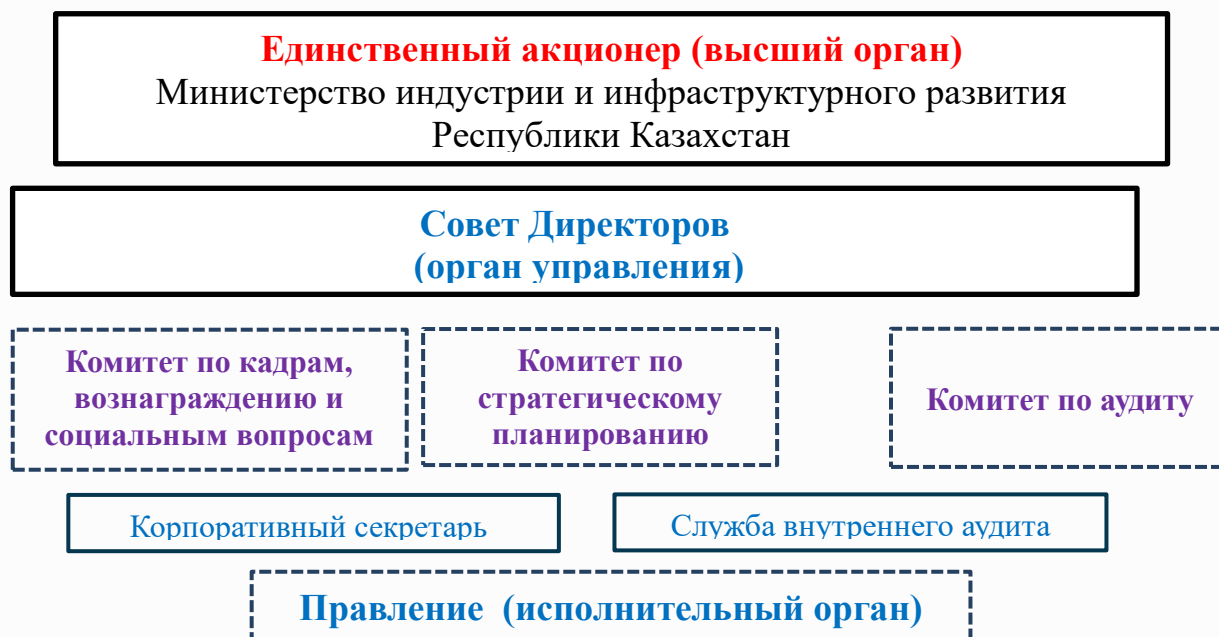 Единственный акционер (высший орган)
Министерство индустрии и инфраструктурного развития
Республики Казахстан
Совет Директоров
(орган управления)
Комитет по кадрам,
вознаграждению и
социальным вопросам
Комитет по
стратегическому
планированию
Комитет по аудиту
Корпоративный секретарь
Служба внутреннего аудита
Правление (исполнительный орган)